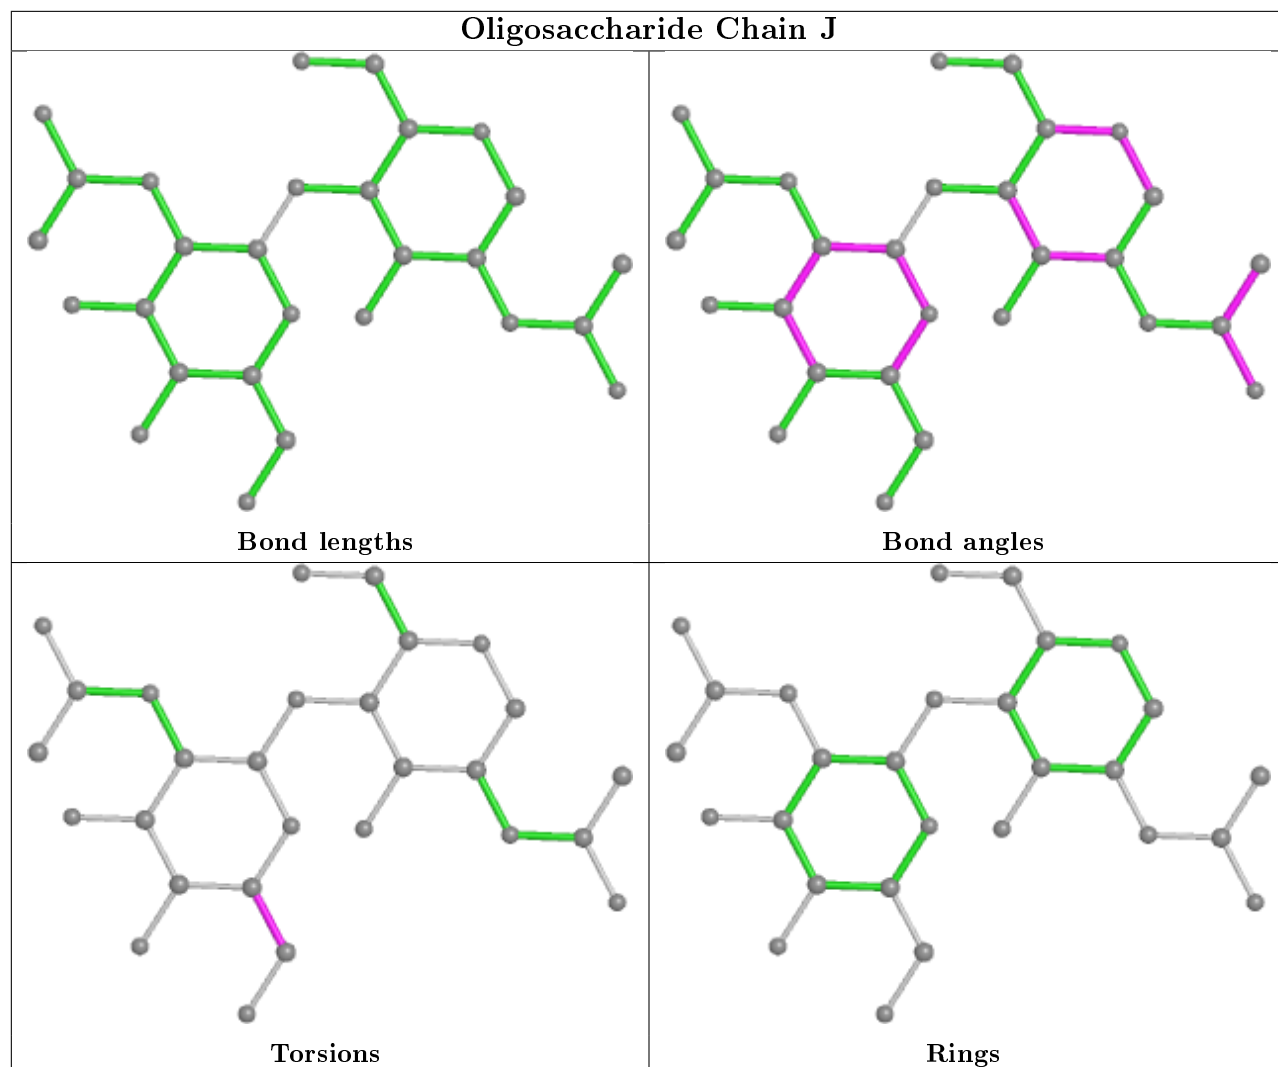 Oligosaccharide Chain J
Bond lengths
Bond angles
Torsions
Rings